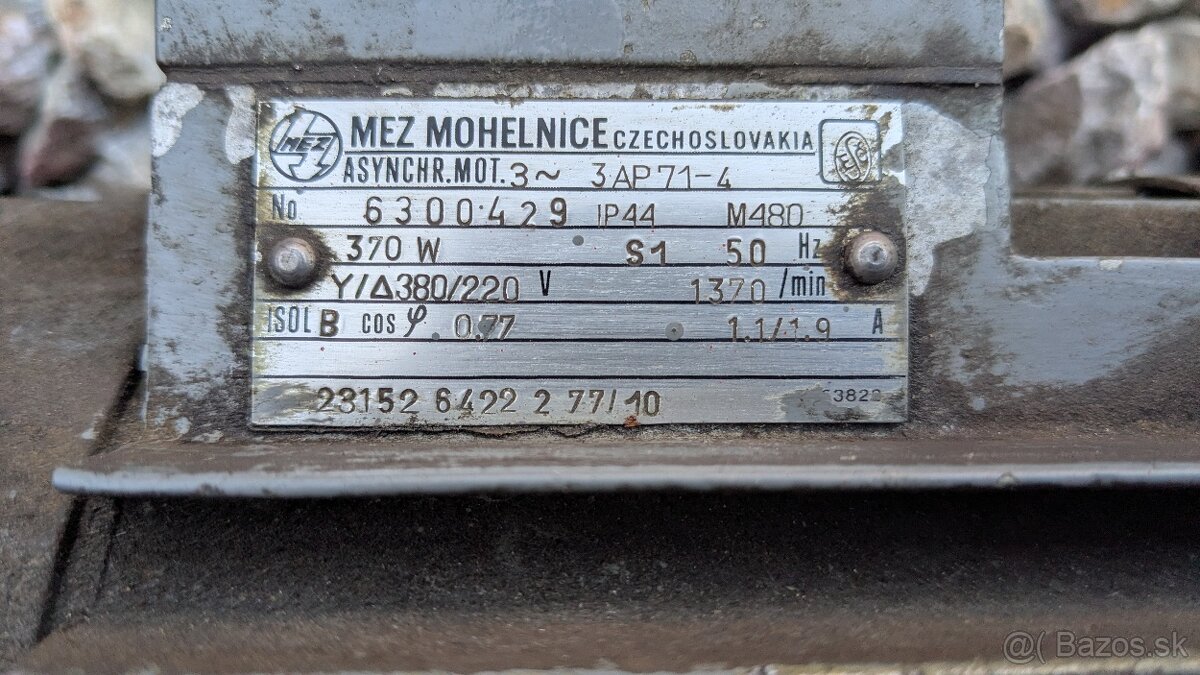 MEZ MEZ MOHELNICE CZECHOSLOVAKIA
ASYNCHR.MOT. 3~ 3AP71-4
No 6300429 IP44 M480
370 W S1 50 Hz
Y/Δ380/220 V 1370 /min
ISOL B cos φ 0.77 1.1/1.9 A
23152 6422 2 77/10
@( Bazos.sk